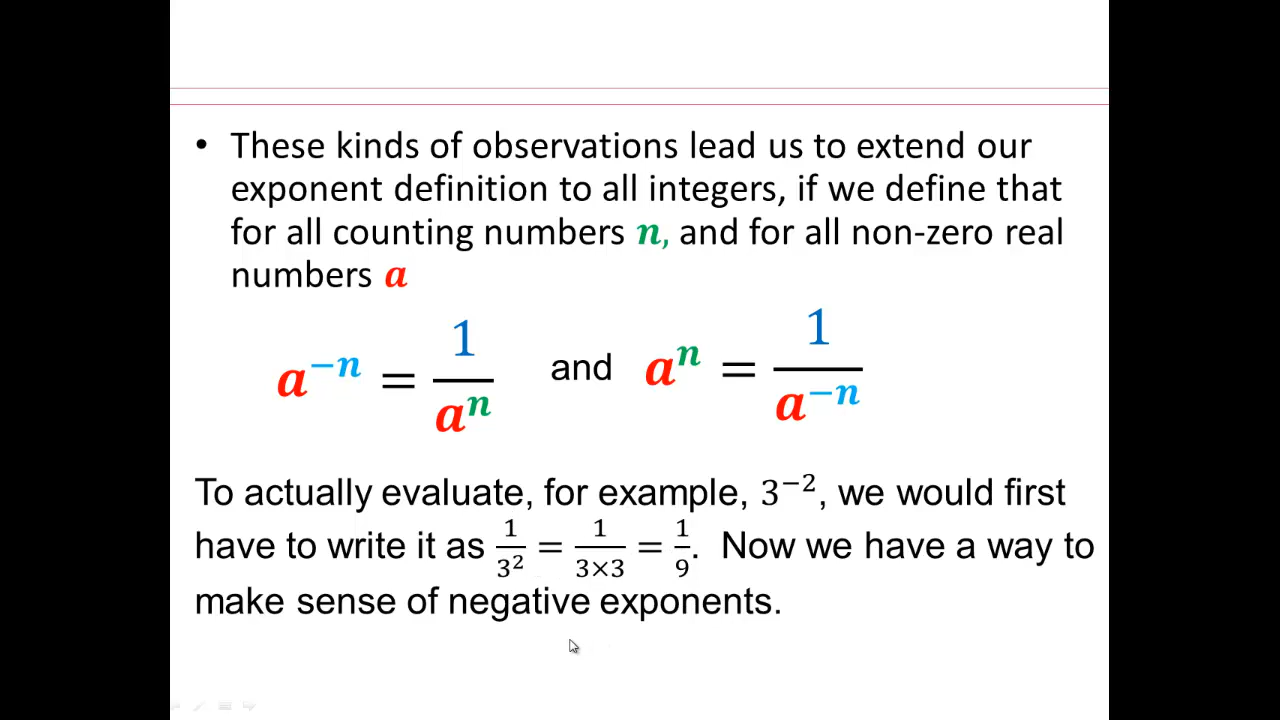 • These kinds of observations lead us to extend our
exponent definition to all integers, if we define that
for all counting numbers n, and for all non-zero real
numbers a
a⁻ⁿ = 1/aⁿ and aⁿ = 1/a⁻ⁿ
To actually evaluate, for example, 3⁻², we would first
have to write it as 1/3² = 1/3×3 = 1/9. Now we have a way to
make sense of negative exponents.